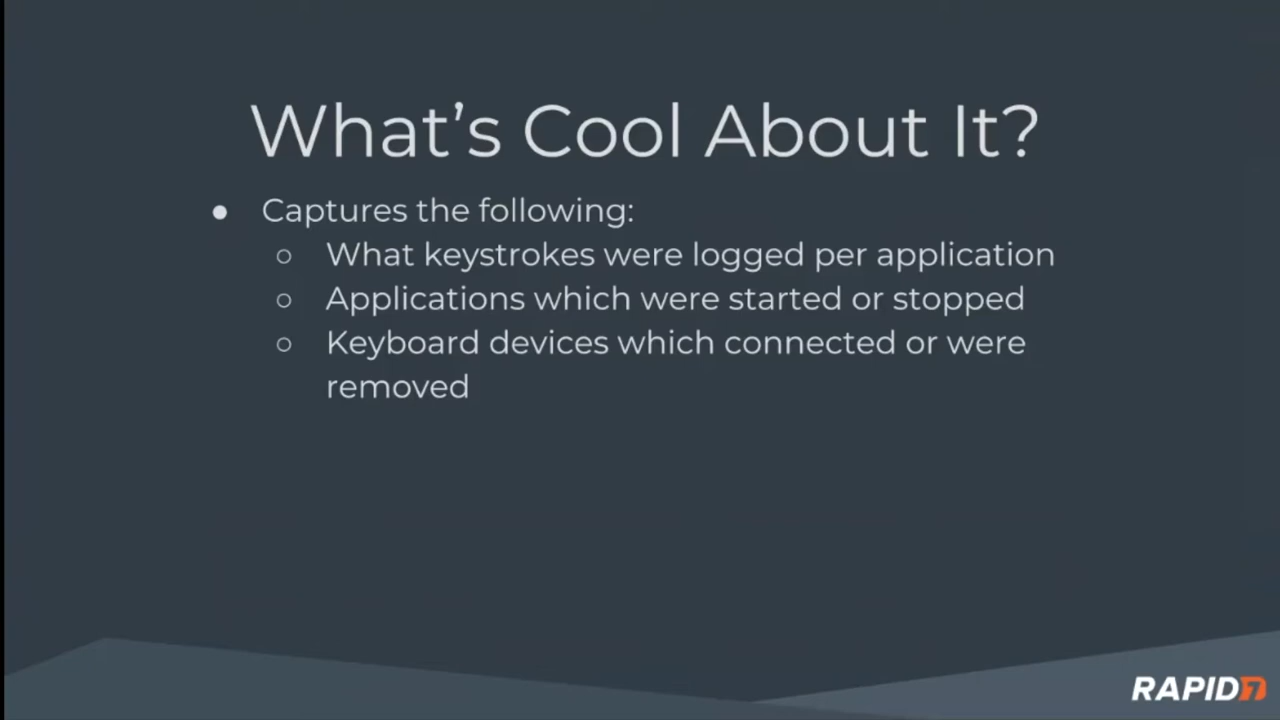 What's Cool About It?
● Captures the following:
○ What keystrokes were logged per application
○ Applications which were started or stopped
○ Keyboard devices which connected or were
removed
RAPID7